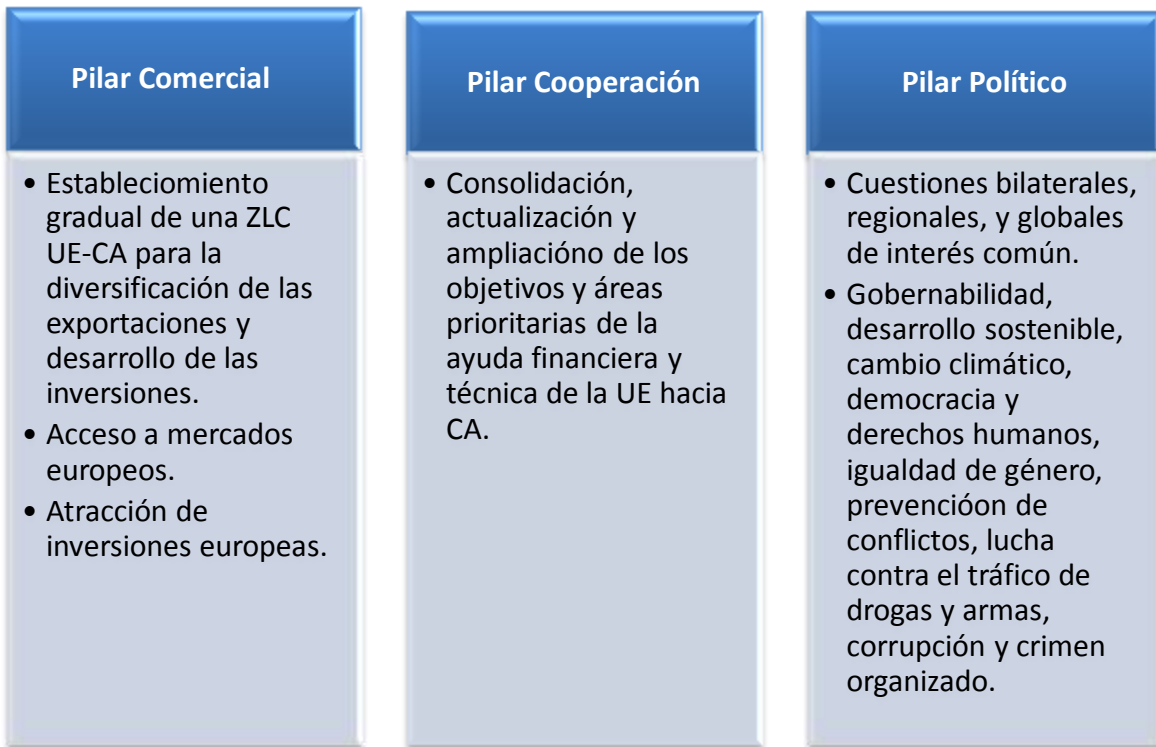 Pilar Comercial
• Estableciomiento
gradual de una ZLC
UE-CA para la
diversificación de las
exportaciones y
desarrollo de las
inversiones.
• Acceso a mercados
europeos.
• Atracción de
inversiones europeas.
Pilar Cooperación
• Consolidación,
actualización y
ampliacióno de los
objetivos y áreas
prioritarias de la
ayuda financiera y
técnica de la UE hacia
CA.
Pilar Político
• Cuestiones bilaterales,
regionales, y globales
de interés común.
• Gobernabilidad,
desarrollo sostenible,
cambio climático,
democracia y
derechos humanos,
igualdad de género,
prevencióon de
conflictos, lucha
contra el tráfico de
drogas y armas,
corrupción y crimen
organizado.